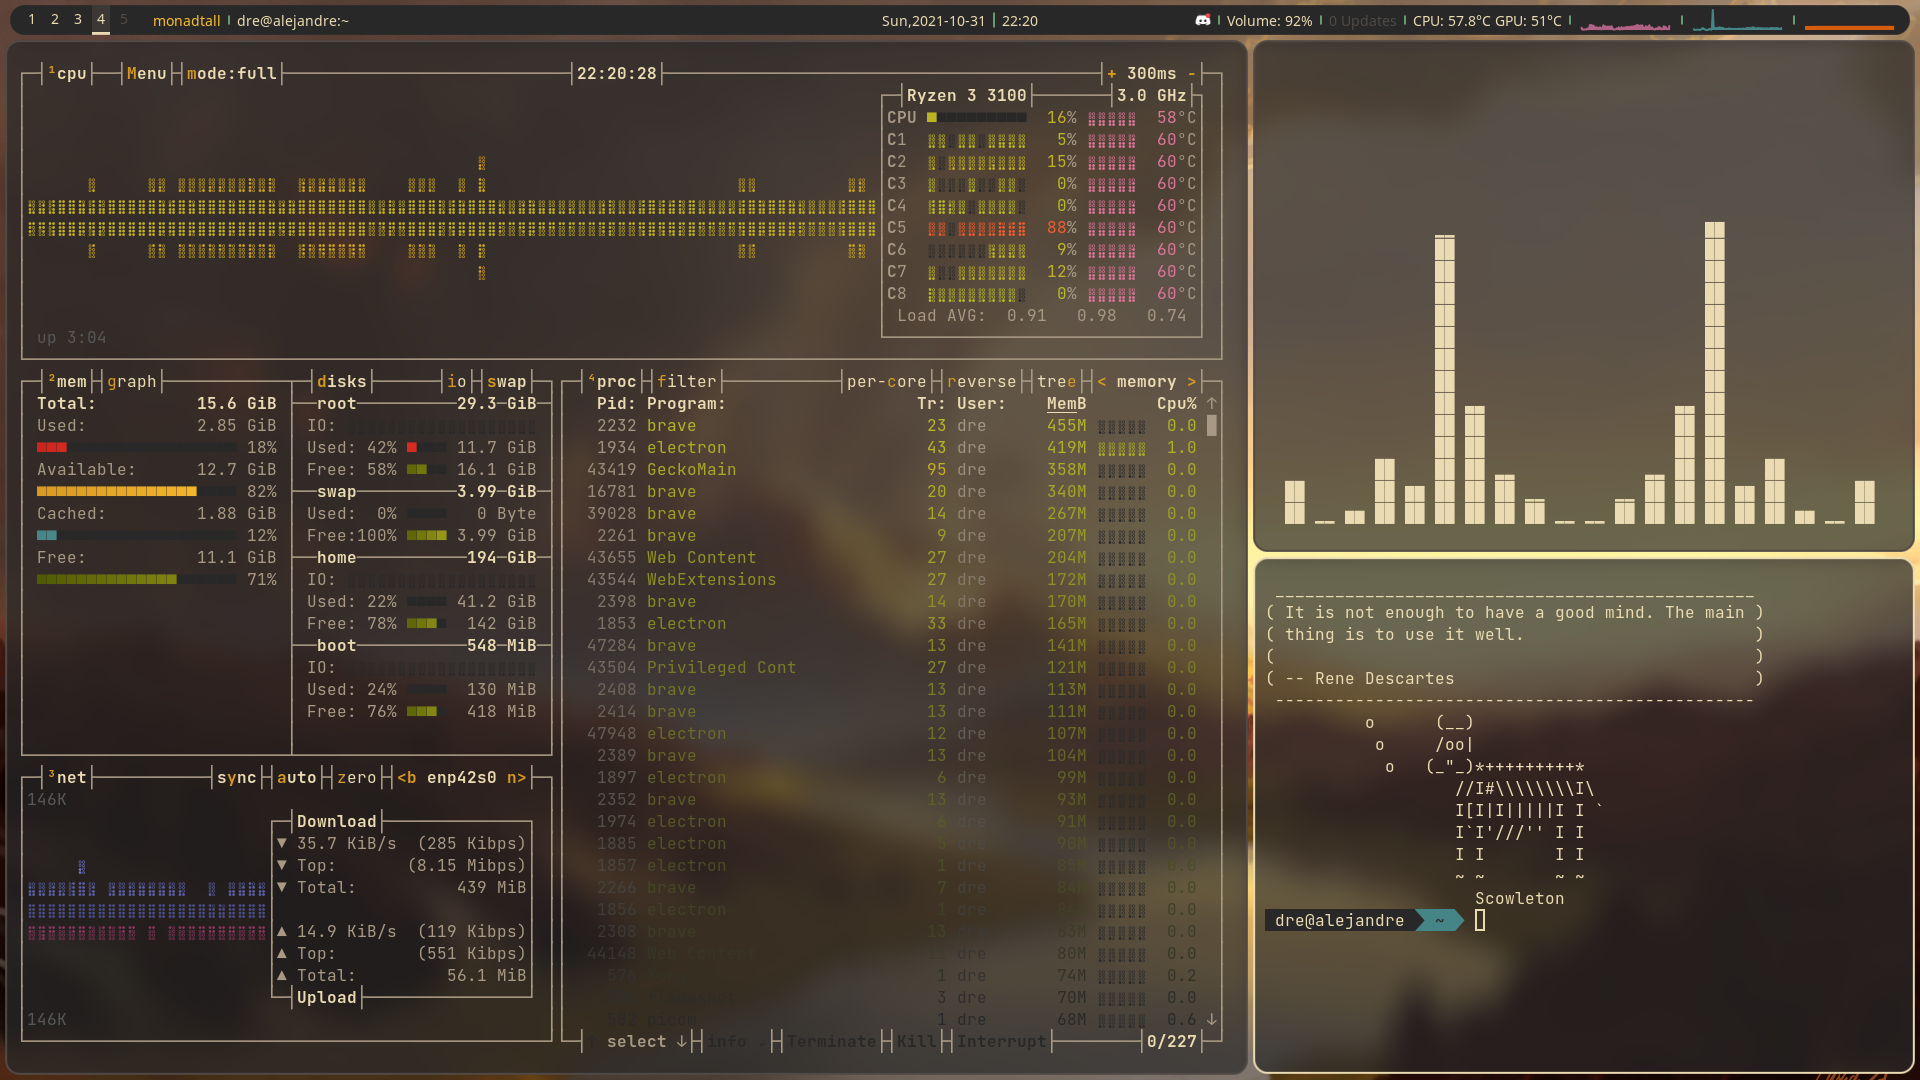 1 2 3 4 5 monadtall dre@alejandre:~ Sun,2021-10-31 22:20 Volume: 92% 0 Updates CPU: 57.8°C GPU: 51°C
¹cpu Menu mode:full 22:20:28 + 300ms -
Ryzen 3 3100 3.0 GHz
CPU 16% 58°C
C1 5% 60°C
C2 15% 60°C
C3 0% 60°C
C4 0% 60°C
C5 88% 60°C
C6 9% 60°C
C7 12% 60°C
C8 0% 60°C
Load AVG: 0.91 0.98 0.74
up 3:04
²mem graph
Total: 15.6 GiB
Used: 2.85 GiB
18%
Available: 12.7 GiB
82%
Cached: 1.88 GiB
12%
Free: 11.1 GiB
71%
disks io swap
root 29.3 GiB
IO:
Used: 42% 11.7 GiB
Free: 58% 16.1 GiB
swap 3.99 GiB
Used: 0% 0 Byte
Free:100% 3.99 GiB
home 194 GiB
IO:
Used: 22% 41.2 GiB
Free: 78% 142 GiB
boot 548 MiB
IO:
Used: 24% 130 MiB
Free: 76% 418 MiB
³net sync auto zero <b enp42s0 n>
146K
Download
▼ 35.7 KiB/s (285 Kibps)
▼ Top: (8.15 Mibps)
▼ Total: 439 MiB
▲ 14.9 KiB/s (119 Kibps)
▲ Top: (551 Kibps)
▲ Total: 56.1 MiB
Upload
146K
⁴proc filter per-core reverse tree < memory >
Pid: Program: Tr: User: MemB Cpu% ↑
2232 brave 23 dre 455M 0.0
1934 electron 43 dre 419M 1.0
43419 GeckoMain 95 dre 358M 0.0
16781 brave 20 dre 340M 0.0
39028 brave 14 dre 267M 0.0
2261 brave 9 dre 207M 0.0
43655 Web Content 27 dre 204M 0.0
43544 WebExtensions 27 dre 172M 0.0
2398 brave 14 dre 170M 0.0
1853 electron 33 dre 165M 0.0
47284 brave 13 dre 141M 0.0
43504 Privileged Cont 27 dre 121M 0.0
2408 brave 13 dre 113M 0.0
2414 brave 13 dre 111M 0.0
47948 electron 12 dre 107M 0.0
2389 brave 13 dre 104M 0.0
1897 electron 6 dre 99M 0.0
2352 brave 13 dre 93M 0.0
1974 electron 6 dre 91M 0.0
1885 electron dre 90M 0.0
1857 electron 1 dre 0.0
2266 brave 7 dre 0.0
1856 electron 1 dre 0.0
2308 brave 13 dre 83M 0.0
44148 Web Content dre 80M 0.0
1 dre 74M 0.2
3 dre 70M 0.0
picom 1 dre 68M 0.6 ↓
select ↓ info Terminate Kill Interrupt 0/227
( It is not enough to have a good mind. The main )
( thing is to use it well. )
( )
( -- Rene Descartes )
Scowleton
dre@alejandre ~